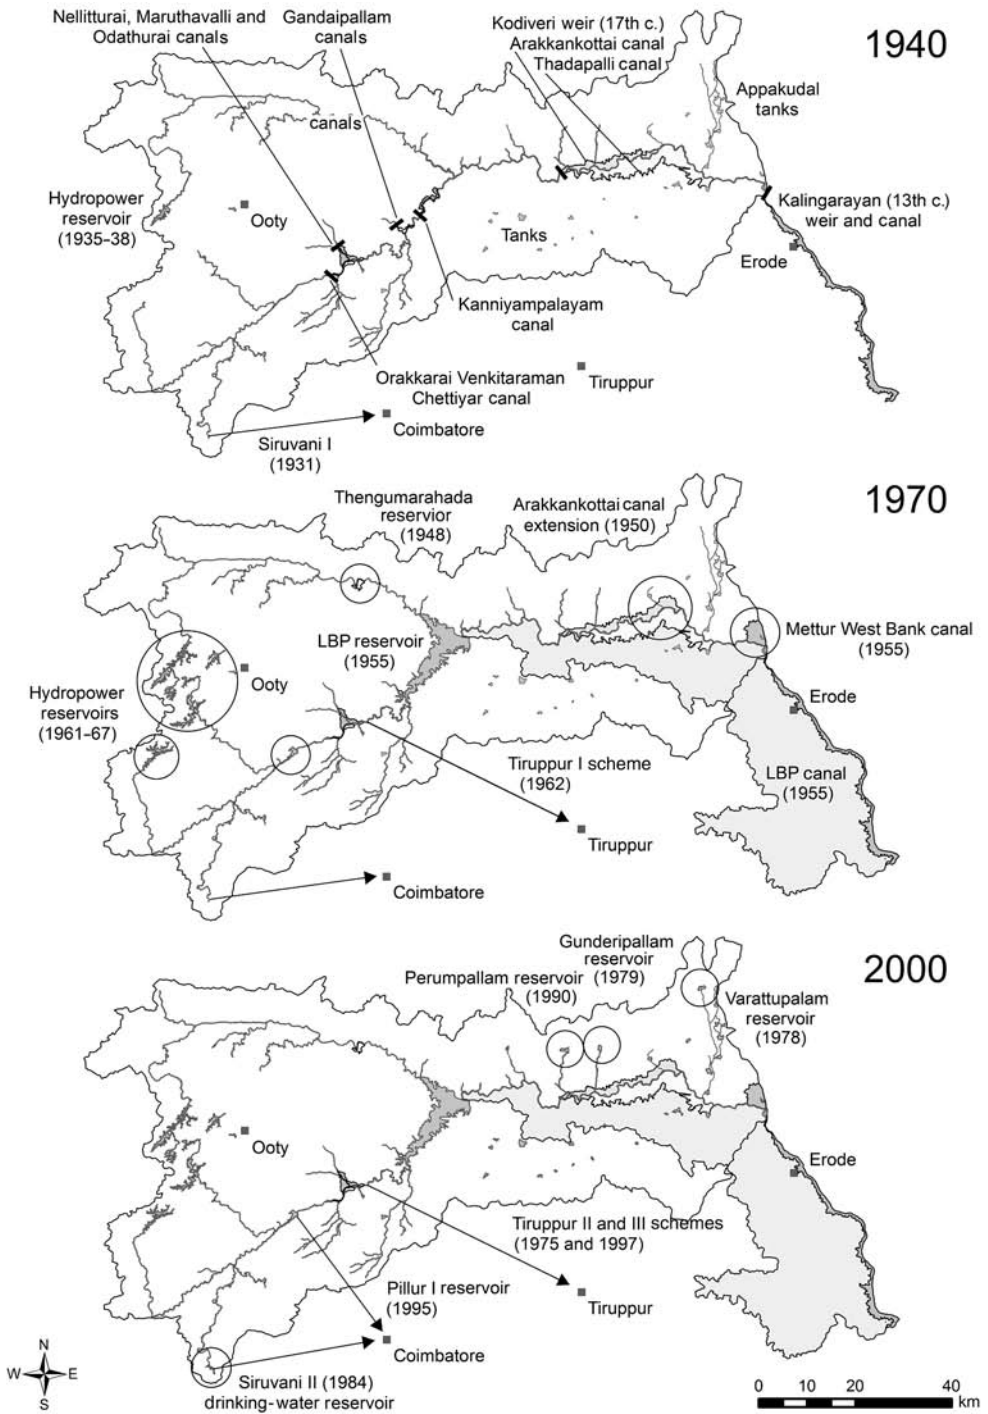 Nellitturai, Maruthavalli and
Odathurai canals
Gandaipallam
canals
Kodiveri weir (17th c.)
Arakkankottai canal
Thadapalli canal
1940
Appakudal
tanks
canals
Hydropower
reservoir
(1935-38)
Ooty
Tanks
Kalingarayan (13th c.)
weir and canal
Erode
Kanniyampalayam
canal
Orakkarai Venkitaraman
Chettiyar canal
Tiruppur
Coimbatore
Siruvani I
(1931)
1970
Thengumarahada
reservior
(1948)
Arakkankottai canal
extension (1950)
LBP reservoir
(1955)
Mettur West Bank canal
(1955)
Ooty
Hydropower
reservoirs
(1961-67)
Erode
Tiruppur I scheme
(1962)
LBP canal
(1955)
Tiruppur
Coimbatore
2000
Gunderipallam
reservoir
(1979)
Perumpallam reservoir
(1990)
Varattupalam
reservoir
(1978)
Ooty
Erode
Tiruppur II and III schemes
(1975 and 1997)
Pillur I reservoir
(1995)
Tiruppur
Coimbatore
Siruvani II (1984)
drinking-water reservoir
N
W E
S
0 10 20 40
km